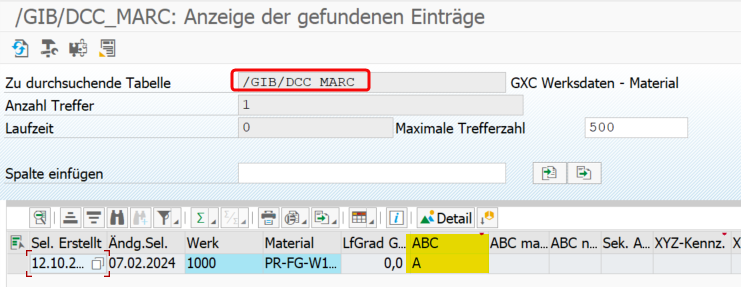 /GIB/DCC_MARC: Anzeige der gefundenen Einträge
Zu durchsuchende Tabelle /GIB/DCC MARC GXC Werksdaten - Material
Anzahl Treffer 1
Laufzeit 0 Maximale Trefferzahl 500
Spalte einfügen
Detail
Sel. Erstellt Ändg.Sel. Werk Material LfGrad G... ABC ABC ma... ABC n... Sek. A... XYZ-Kennz. X
12.10.2... 07.02.2024 1000 PR-FG-W1... 0,0 A